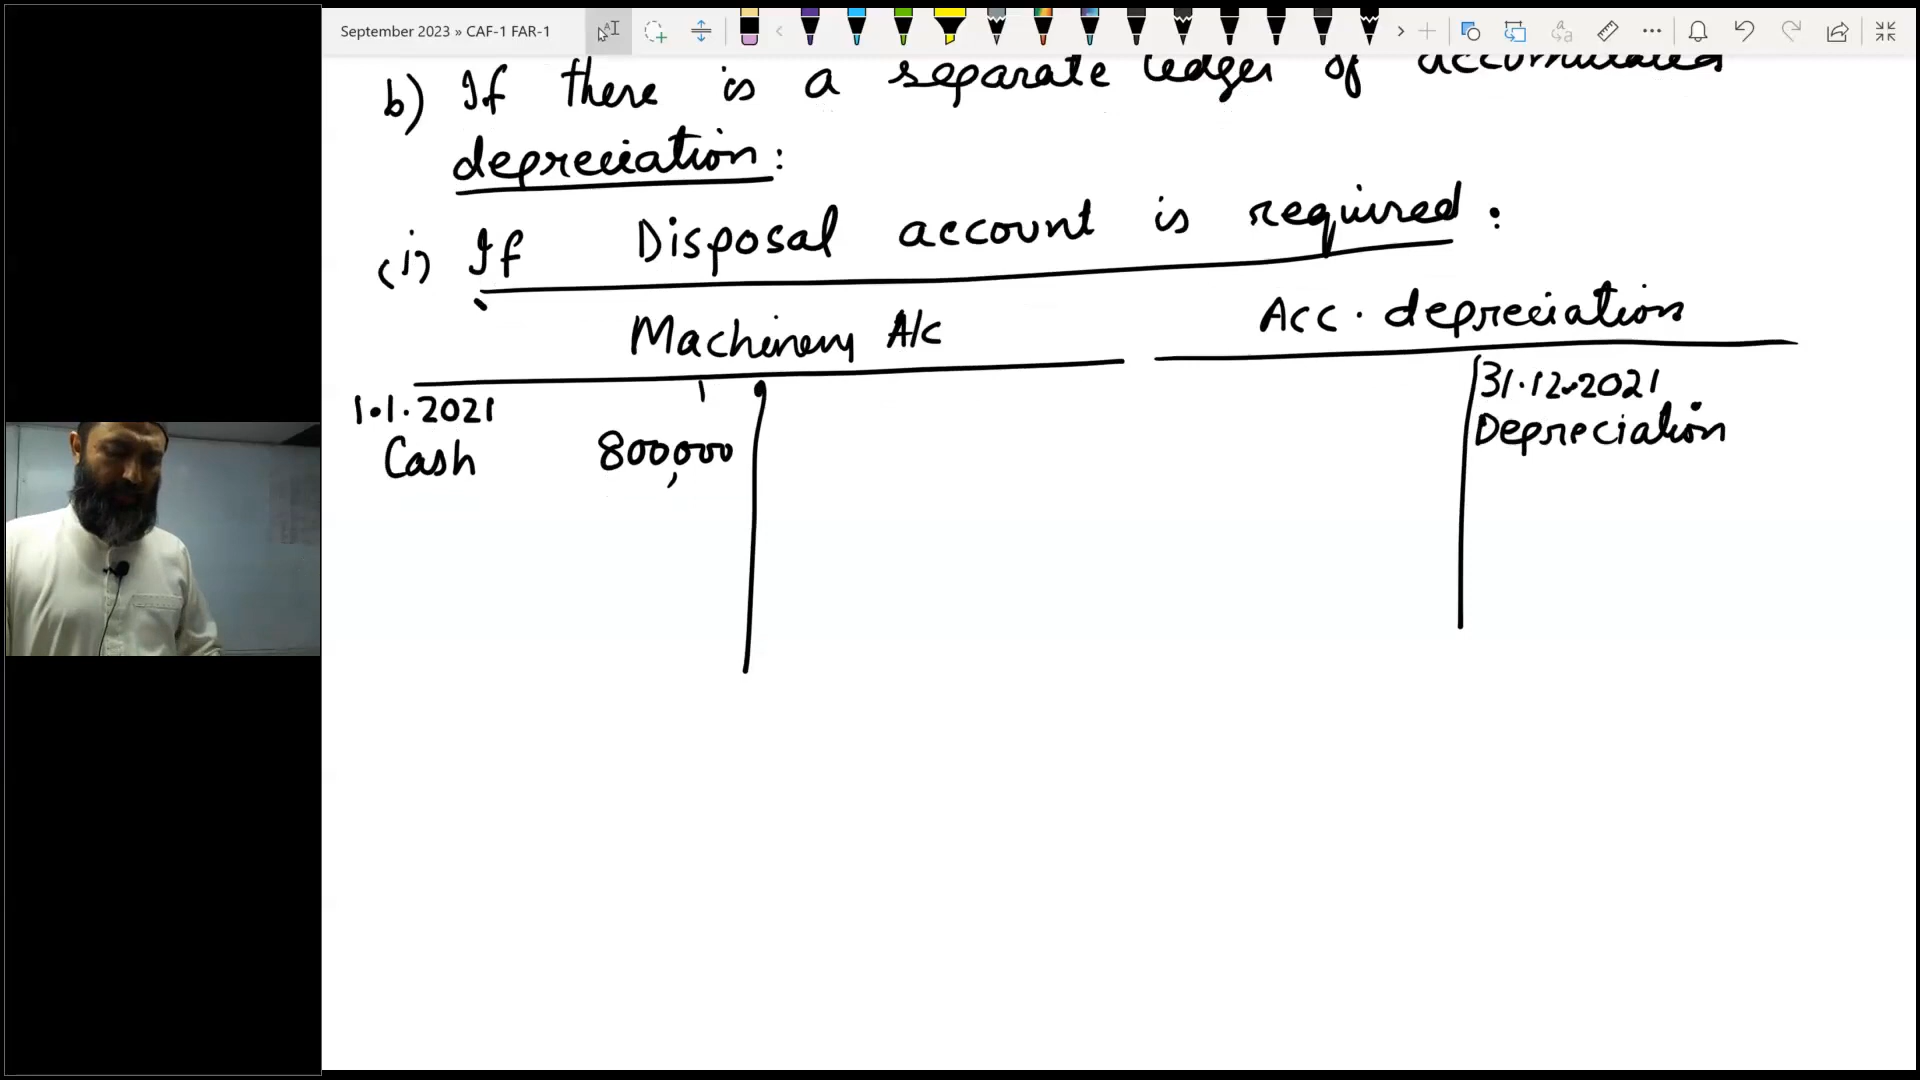 September 2023 » CAF-1 FAR-1
b) If there is a separate ledger of accumulated
depreciation:
(i) If Disposal account is required.
Machinery A/c
Acc. depreciation
1.1.2021
Cash 800,000
31.12.2021
Depreciation